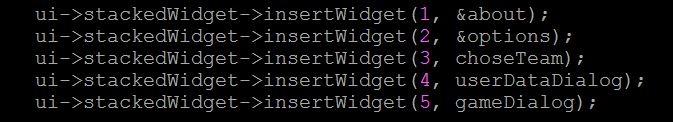 ui->stackedWidget->insertWidget(1, &about);
ui->stackedWidget->insertWidget(2, &options);
ui->stackedWidget->insertWidget(3, choseTeam);
ui->stackedWidget->insertWidget(4, userDataDialog);
ui->stackedWidget->insertWidget(5, gameDialog);